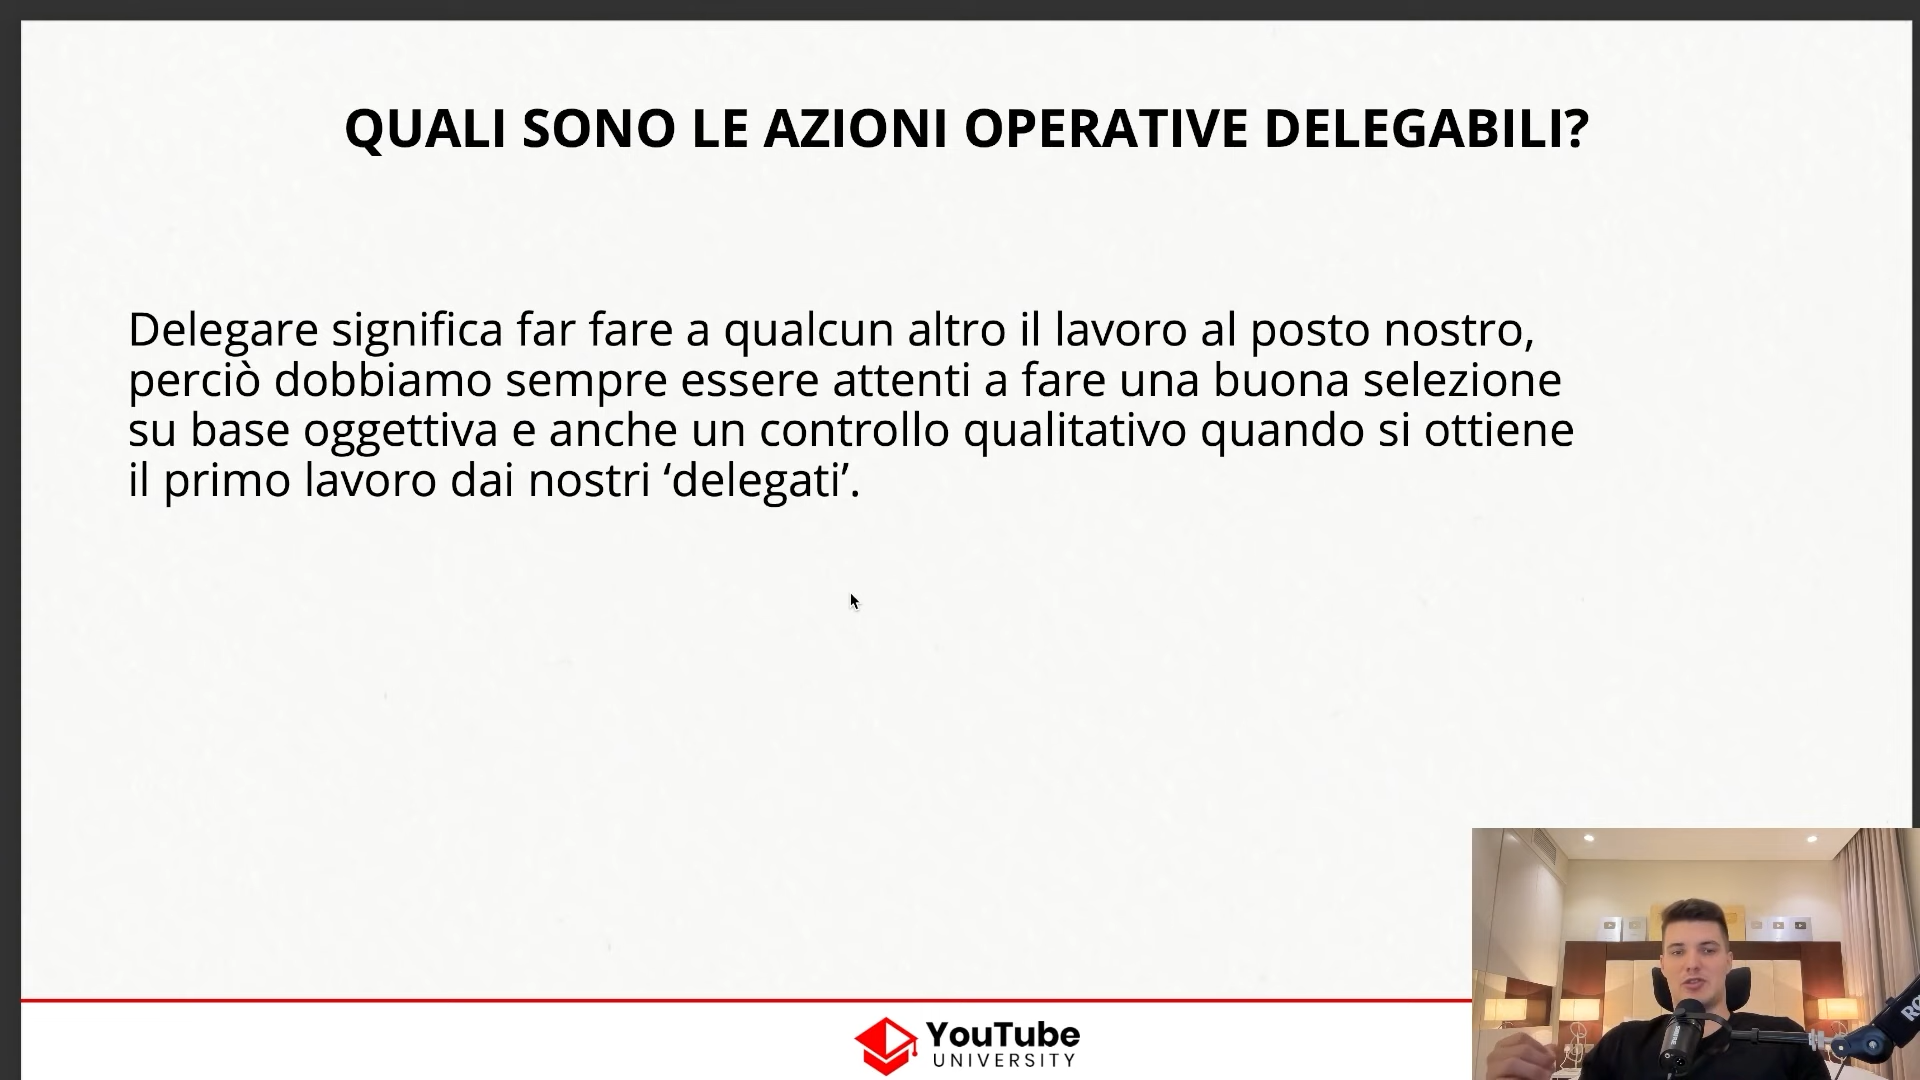 QUALI SONO LE AZIONI OPERATIVE DELEGABILI?
Delegare significa far fare a qualcun altro il lavoro al posto nostro,
perciò dobbiamo sempre essere attenti a fare una buona selezione
su base oggettiva e anche un controllo qualitativo quando si ottiene
il primo lavoro dai nostri ‘delegati’.
YouTube
UNIVERSITY